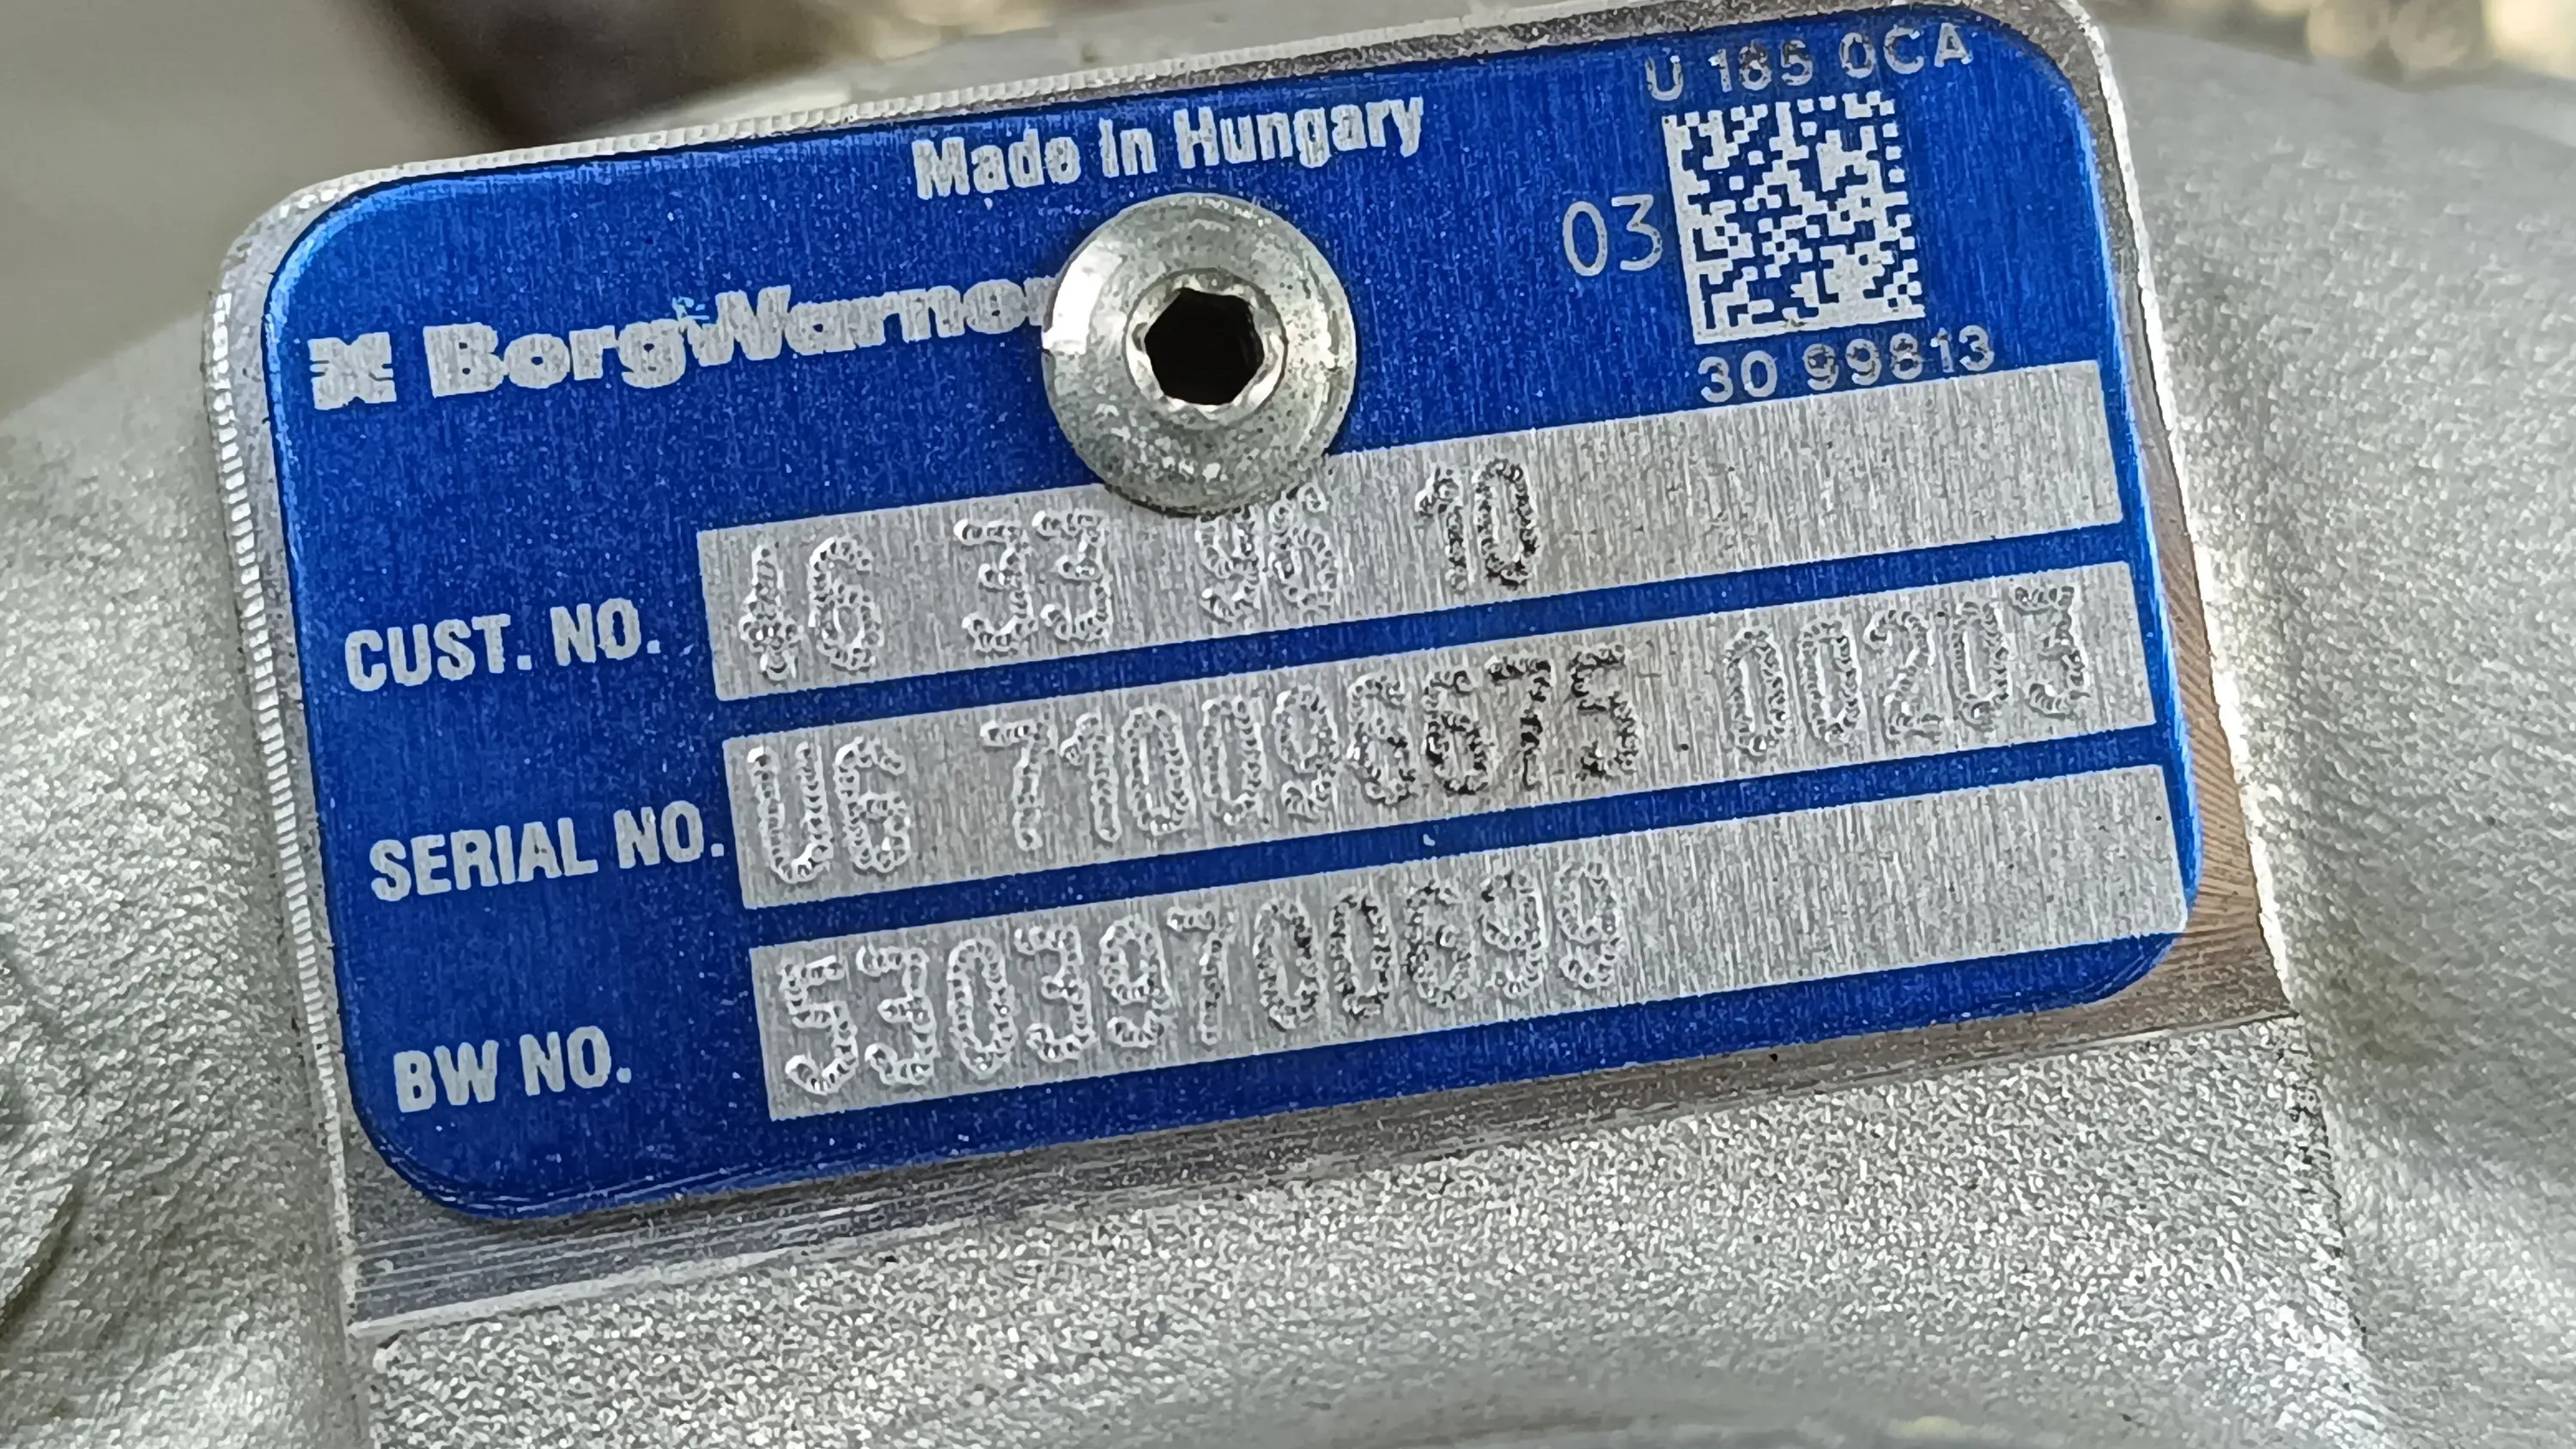 Made in Hungary
U 185 0CA
03
30 99813
BorgWarner
CUST. NO. 46 33 96 10
SERIAL NO. U6 710096675 00203
BW NO. 53039700699